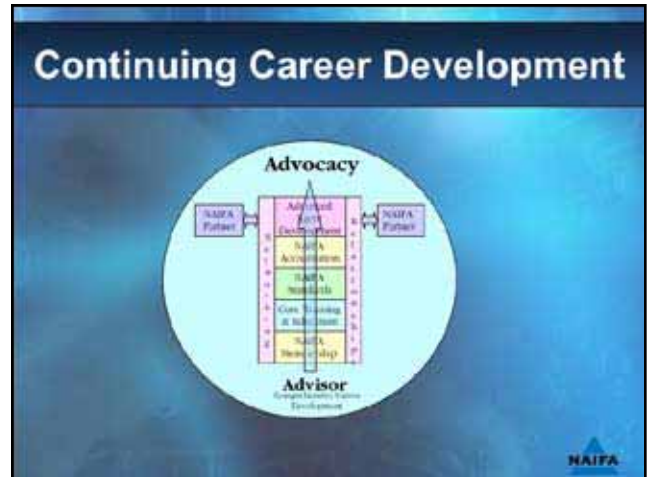 Continuing Career Development
Advocacy
NAIFA
Partner
NAIFA
Partner
Advanced
Development
NAIFA
Accreditation
NAIFA
Standards
Core Training
NAIFA
Membership
Advisor
Development
NAIFA